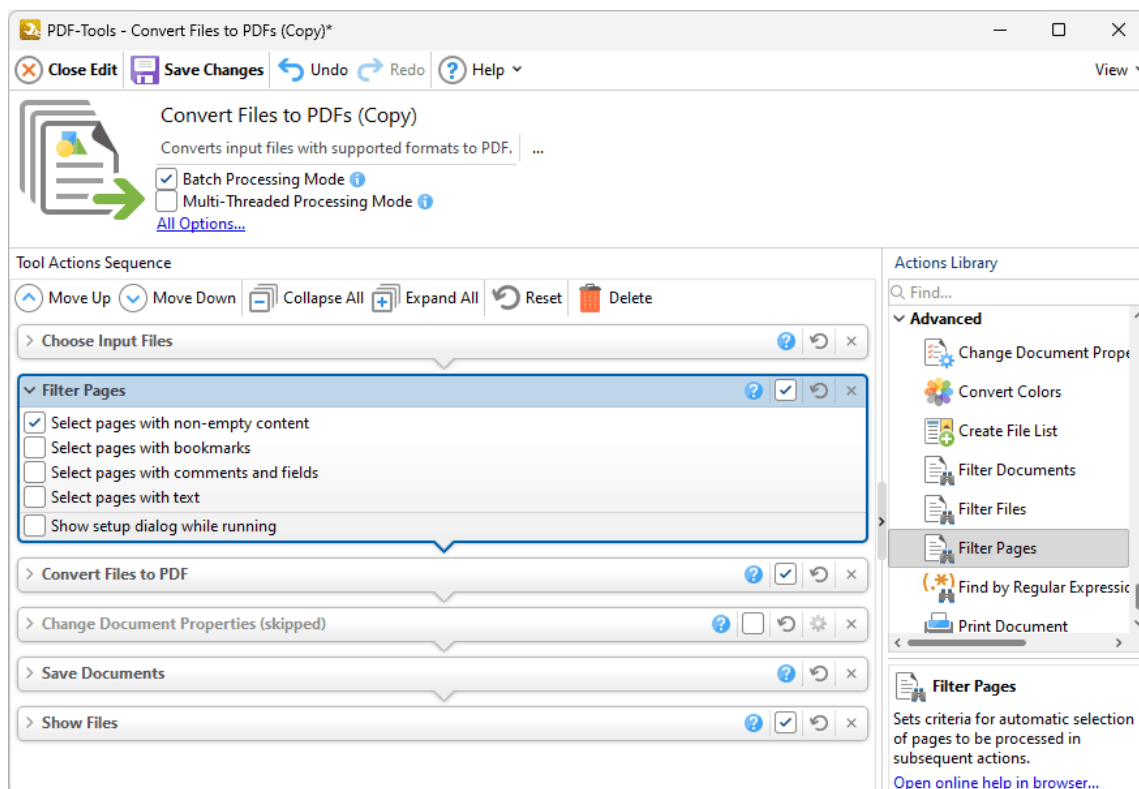 PDF-Tools - Convert Files to PDFs (Copy)*
Close Edit Save Changes Undo Redo Help View
Convert Files to PDFs (Copy)
Converts input files with supported formats to PDF. ...
Batch Processing Mode
Multi-Threaded Processing Mode
All Options...
Tool Actions Sequence
Move Up Move Down Collapse All Expand All Reset Delete
Choose Input Files
Filter Pages
Select pages with non-empty content
Select pages with bookmarks
Select pages with comments and fields
Select pages with text
Show setup dialog while running
Convert Files to PDF
Change Document Properties (skipped)
Save Documents
Show Files
Actions Library
Find...
Advanced
Change Document Prope
Convert Colors
Create File List
Filter Documents
Filter Files
Filter Pages
Find by Regular Expressic
Print Document
Filter Pages
Sets criteria for automatic selection
of pages to be processed in
subsequent actions.
Open online help in browser...